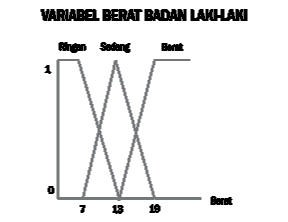 VARIABEL BERAT BADAN LAKI-LAKI
Ringan Sedang Berat
1
0
7 13 19 Berat